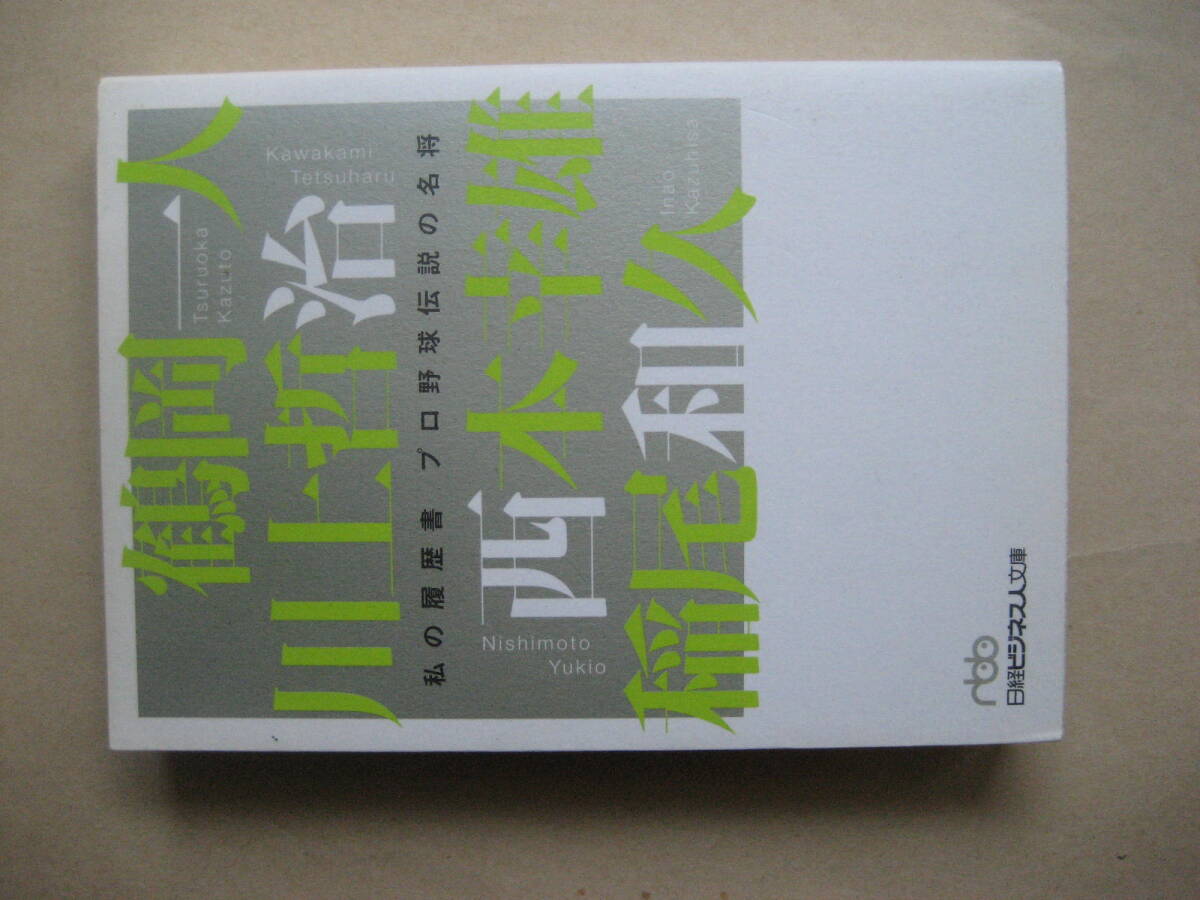 鶴岡一人
Tsuruoka
Kazuto
Kawakami
Tetsuharu
川上哲治
私の履歴書 プロ野球伝説の名将
西本幸雄
Nishimoto
Yukio
Inao
Kazuhisa
稲尾和久
nbb
日経ビジネス人文庫